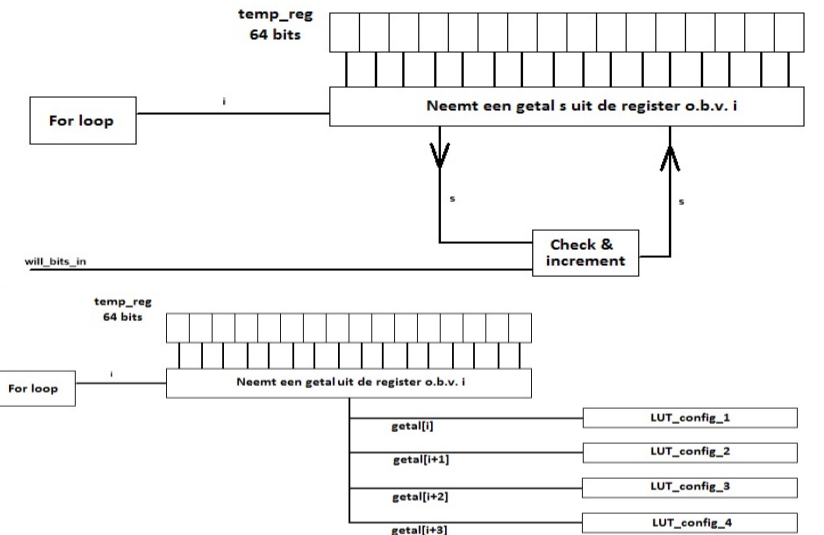 temp_reg
64 bits
For loop
i
Neemt een getal s uit de register o.b.v. i
s
s
Check &
increment
will_bits_in
temp_reg
64 bits
For loop
i
Neemt een getal uit de register o.b.v. i
getal[i]
LUT_config_1
getal[i+1]
LUT_config_2
getal[i+2]
LUT_config_3
getal[i+3]
LUT_config_4